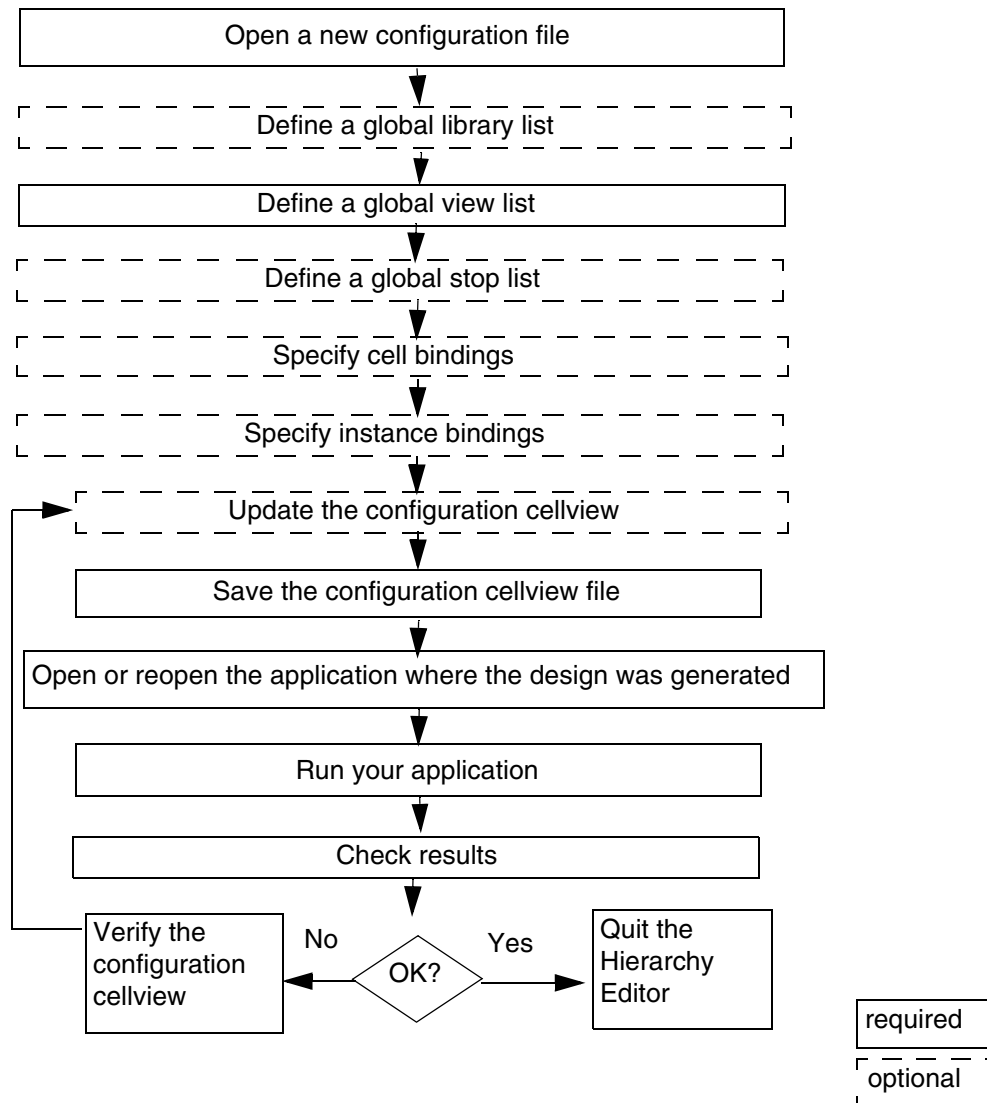 Open a new configuration file
Define a global library list
Define a global view list
Define a global stop list
Specify cell bindings
Specify instance bindings
Update the configuration cellview
Save the configuration cellview file
Open or reopen the application where the design was generated
Run your application
Check results
Verify the
configuration
cellview
No
OK?
Yes
Quit the
Hierarchy
Editor
required
optional